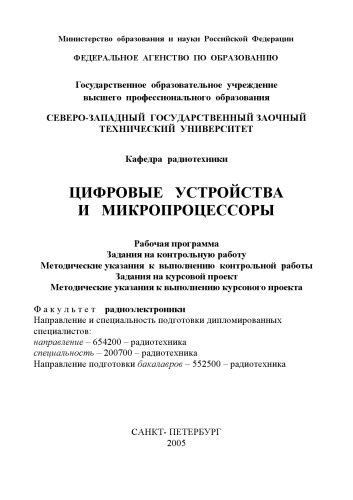 Министерство образования и науки Российской Федерации
ФЕДЕРАЛЬНОЕ АГЕНСТВО ПО ОБРАЗОВАНИЮ
Государственное образовательное учреждение
высшего профессионального образования
СЕВЕРО-ЗАПАДНЫЙ ГОСУДАРСТВЕННЫЙ ЗАОЧНЫЙ
ТЕХНИЧЕСКИЙ УНИВЕРСИТЕТ
Кафедра радиотехники
ЦИФРОВЫЕ УСТРОЙСТВА
И МИКРОПРОЦЕССОРЫ
Рабочая программа
Задания на контрольную работу
Методические указания к выполнению контрольной работы
Задания на курсовой проект
Методические указания к выполнению курсового проекта
Ф а к у л ь т е т радиоэлектроники
Направление и специальность подготовки дипломированных
специалистов:
направление – 654200 – радиотехника
специальность – 200700 – радиотехника
Направление подготовки бакалавров – 552500 – радиотехника
САНКТ- ПЕТЕРБУРГ
2005